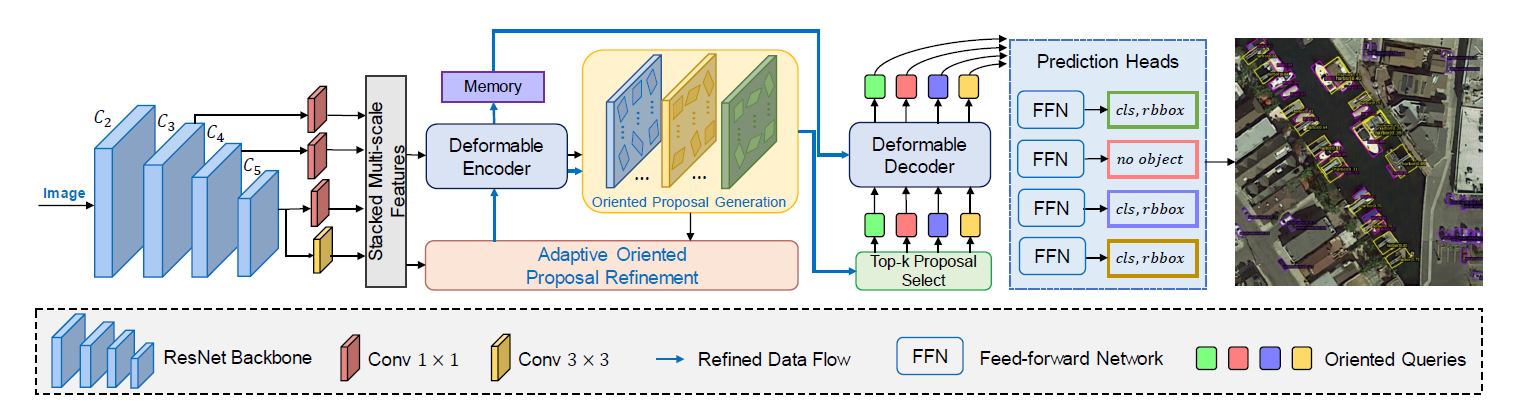 Image
C₂
C₃
C₄
C₅
Stacked Multi-scale
Features
Memory
Deformable
Encoder
...
...
Oriented Proposal Generation
Adaptive Oriented
Proposal Refinement
Deformable
Decoder
Top-k Proposal
Select
Prediction Heads
FFN
cls, rbbox
FFN
no object
FFN
cls, rbbox
FFN
cls, rbbox
ResNet Backbone
Conv 1 × 1
Conv 3 × 3
Refined Data Flow
FFN
Feed-forward Network
Oriented Queries